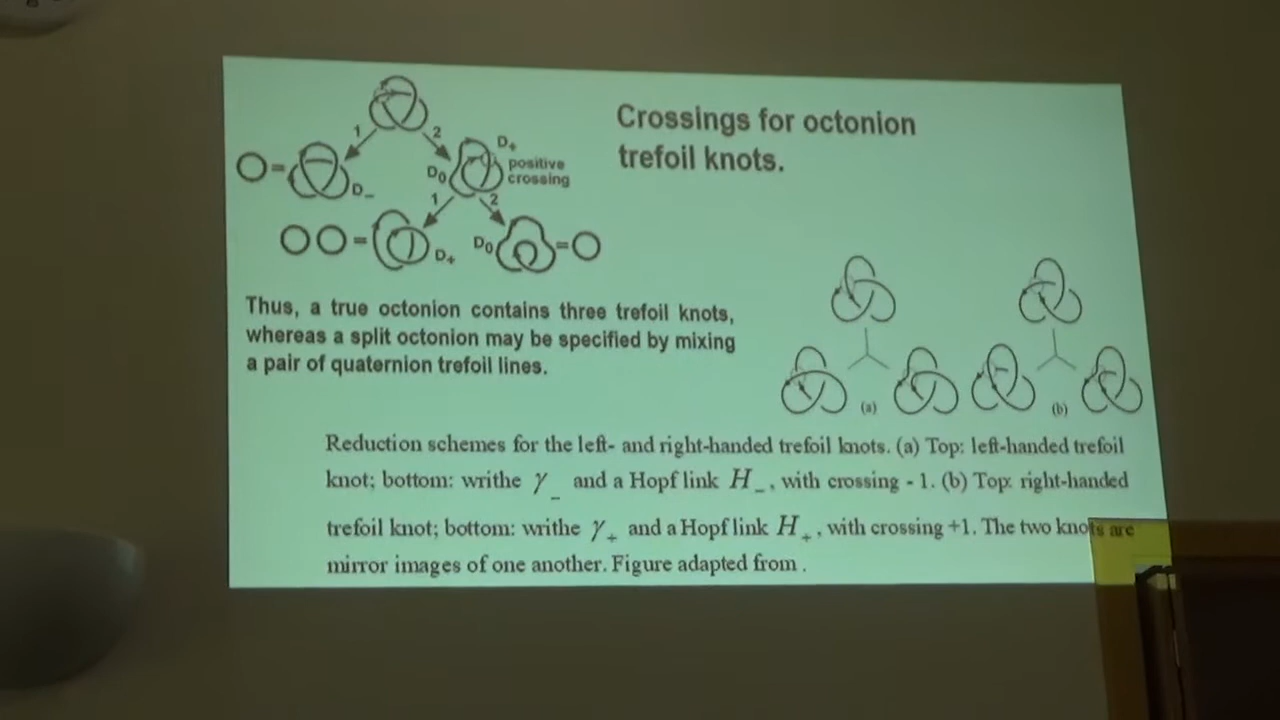 Crossings for octonion
trefoil knots.
1
2
D+
positive
crossing
D0
D_
1
2
D+
D0
Thus, a true octonion contains three trefoil knots,
whereas a split octonion may be specified by mixing
a pair of quaternion trefoil lines.
(a)
(b)
Reduction schemes for the left- and right-handed trefoil knots. (a) Top: left-handed trefoil
knot; bottom: writhe γ_ and a Hopf link H_, with crossing - 1. (b) Top: right-handed
trefoil knot; bottom: writhe γ+ and a Hopf link H+, with crossing +1. The two knots are
mirror images of one another. Figure adapted from .